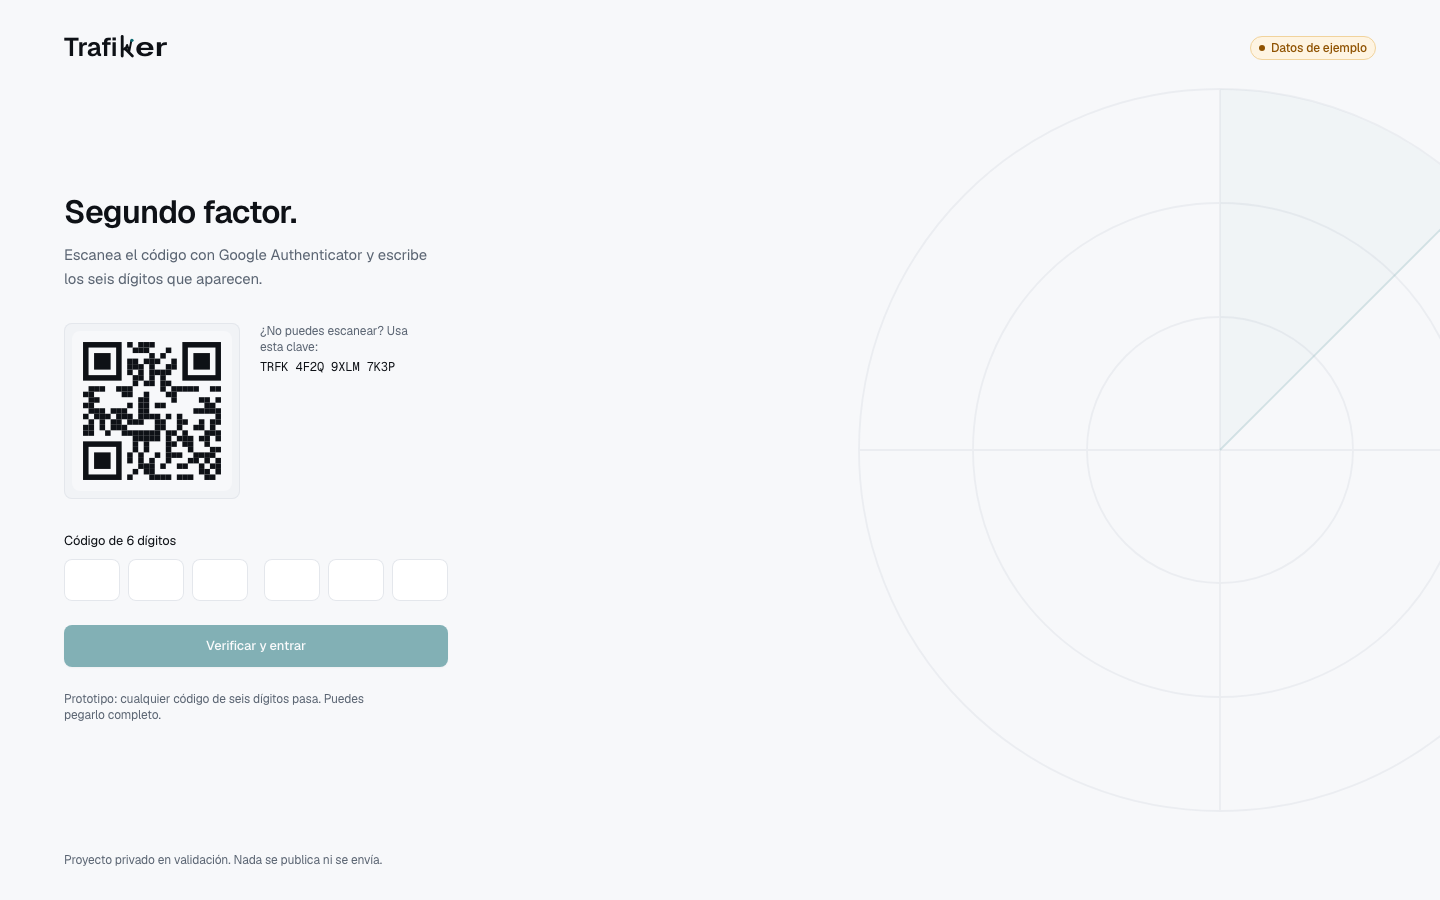 Trafiker
Datos de ejemplo
Segundo factor.
Escanea el código con Google Authenticator y escribe
los seis dígitos que aparecen.
¿No puedes escanear? Usa
esta clave:
TRFK 4F2Q 9XLM 7K3P
Código de 6 dígitos
Verificar y entrar
Prototipo: cualquier código de seis dígitos pasa. Puedes
pegarlo completo.
Proyecto privado en validación. Nada se publica ni se envía.